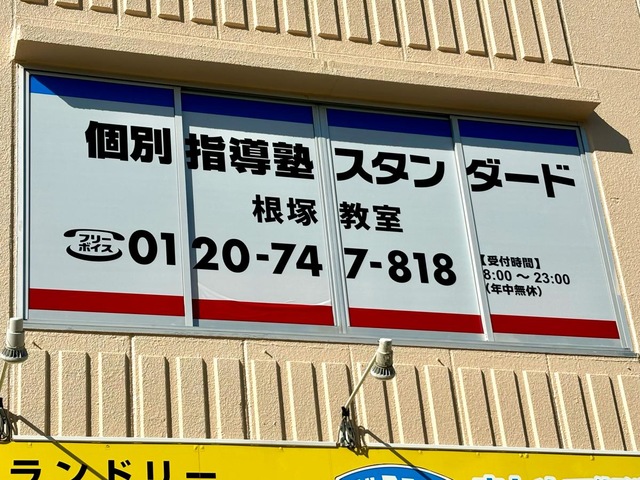 個別指導塾スタンダード
根塚教室
フリーボイス 0120-747-818
【受付時間】
8:00 ～ 23:00
（年中無休）
ランドリー